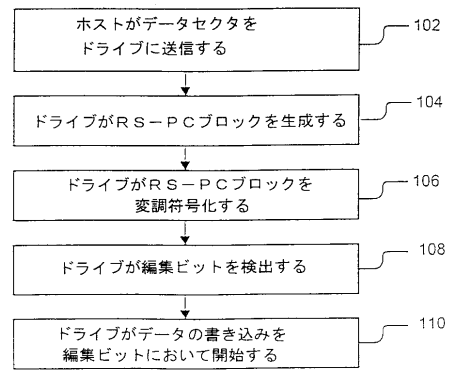 ホストがデータセクタを
ドライブに送信する
102
ドライブがRS－PCブロックを生成する
104
ドライブがRS－PCブロックを
変調符号化する
106
ドライブが編集ビットを検出する
108
ドライブがデータの書き込みを
編集ビットにおいて開始する
110